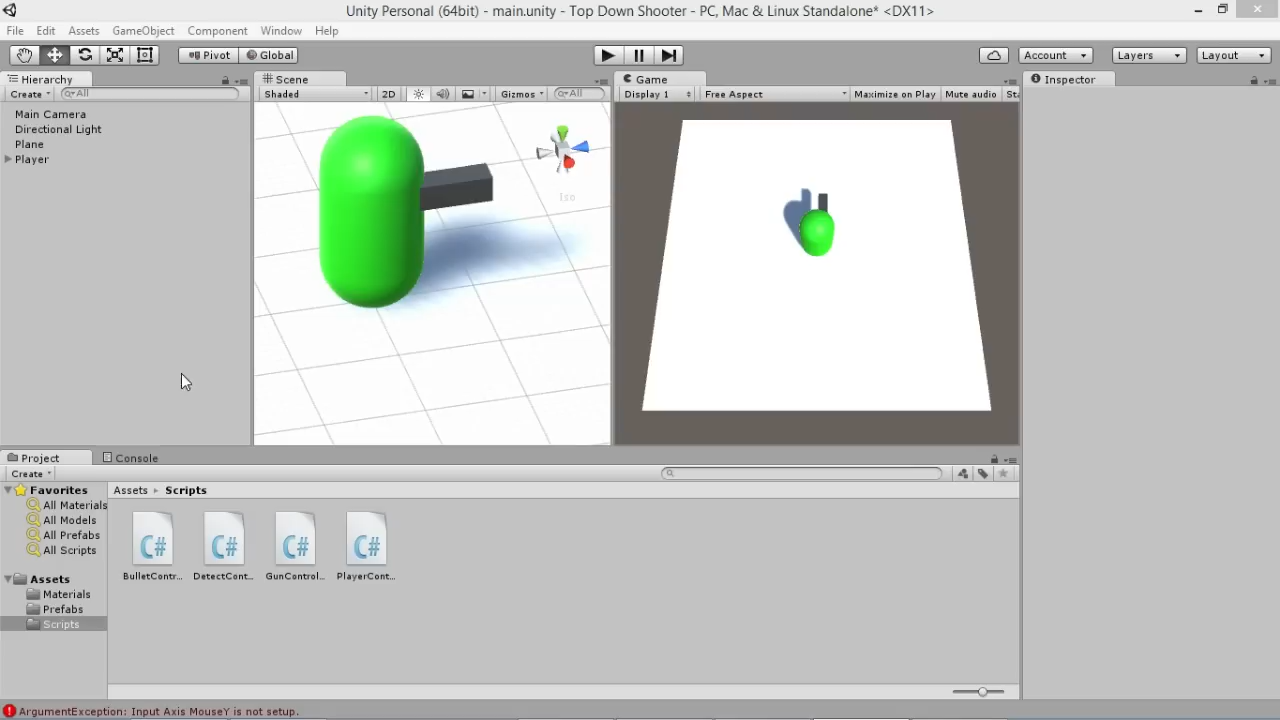 Unity Personal (64bit) - main.unity - Top Down Shooter - PC, Mac & Linux Standalone* <DX11>
File Edit Assets GameObject Component Window Help
Pivot Global Account Layers Layout
Hierarchy Scene Game Inspector
Create All Shaded 2D Gizmos All Display 1 Free Aspect Maximize on Play Mute audio Sta
Main Camera
Directional Light
Plane
Player
Iso
Project Console
Create
Favorites
All Materials
All Models
All Prefabs
All Scripts
Assets
Materials
Prefabs
Scripts
Assets Scripts
C# C# C# C#
BulletContr... DetectCont... GunControl... PlayerCont...
ArgumentException: Input Axis MouseY is not setup.